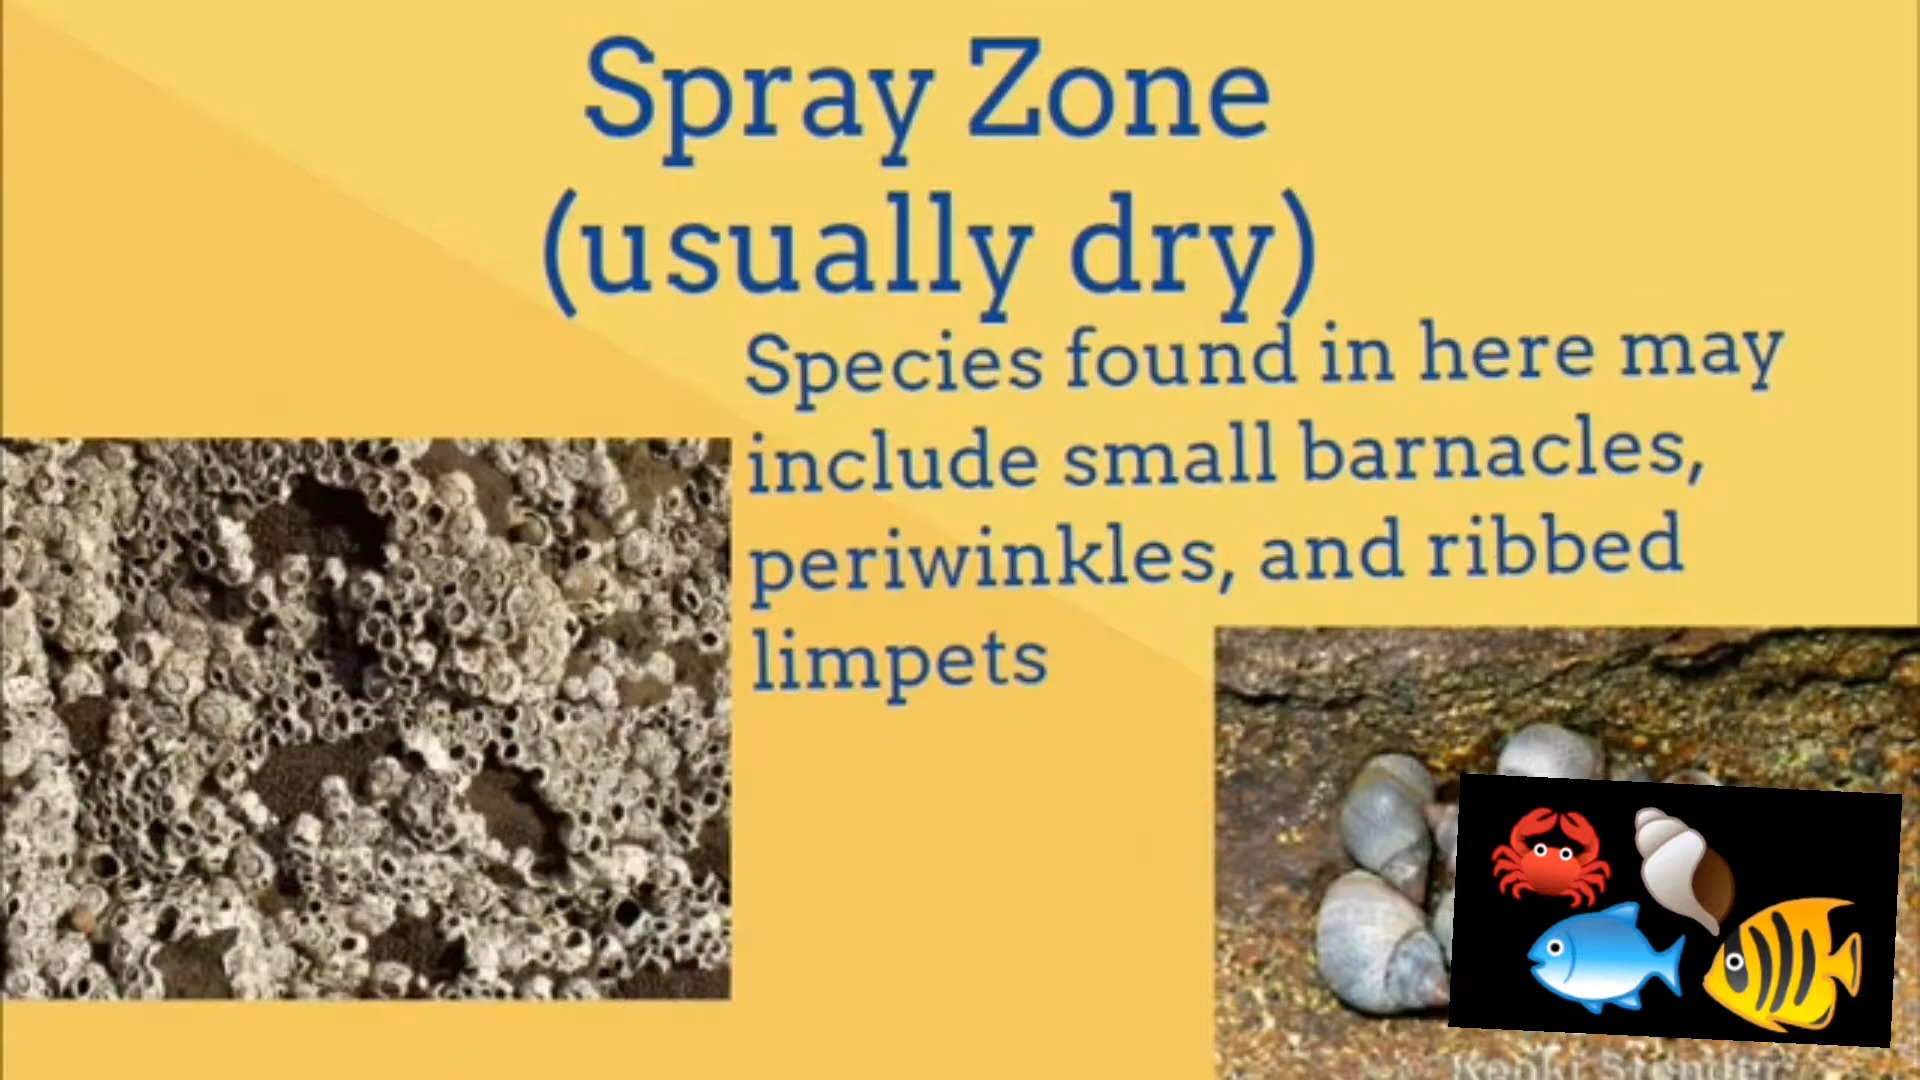 Spray Zone
(usually dry)
Species found in here may
include small barnacles,
periwinkles, and ribbed
limpets